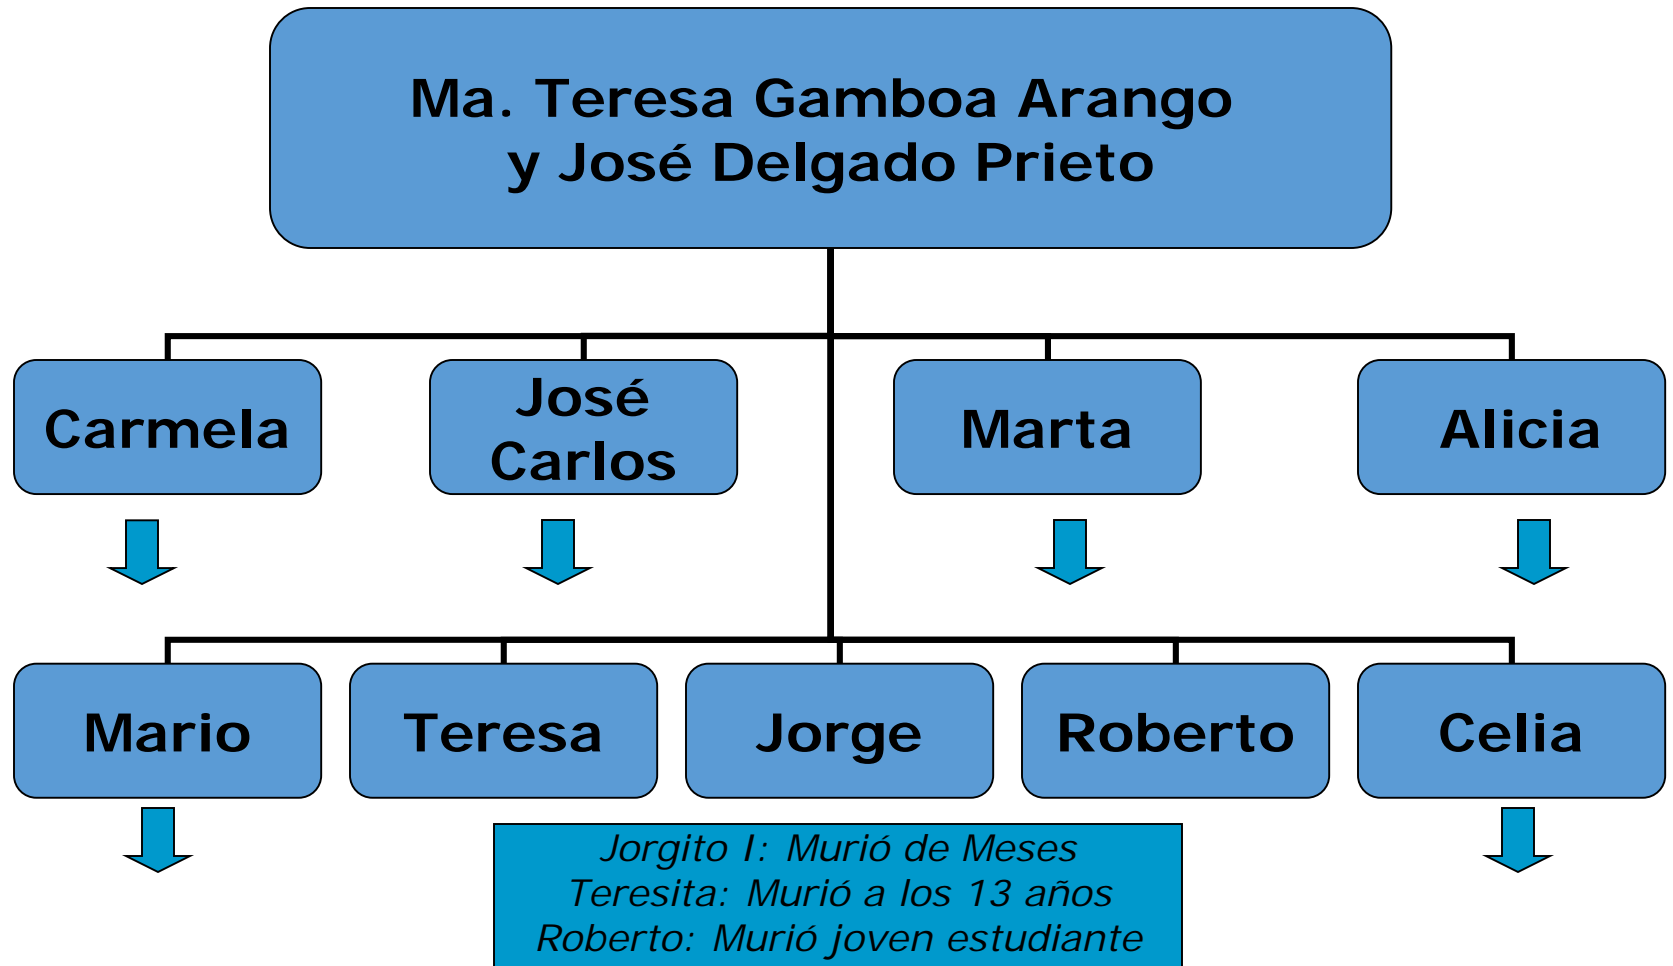 Ma. Teresa Gamboa Arango
y José Delgado Prieto
Carmela
José
Carlos
Marta
Alicia
Mario
Teresa
Jorge
Roberto
Celia
Jorgito I: Murió de Meses
Teresita: Murió a los 13 años
Roberto: Murió joven estudiante